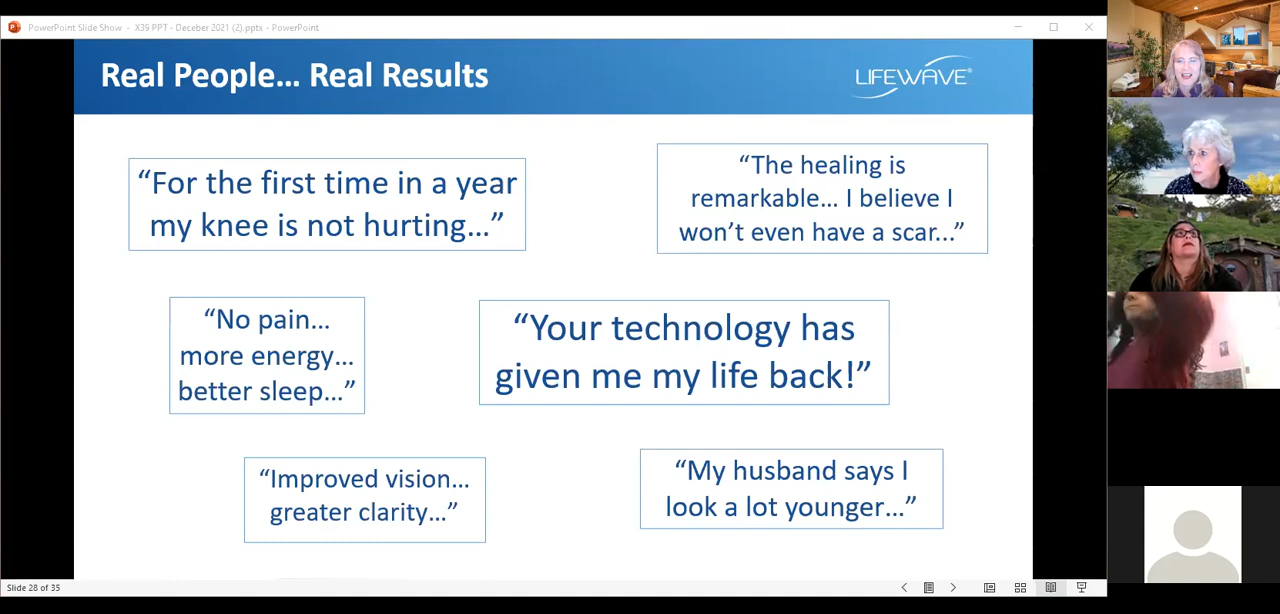 PowerPoint Slide Show - X39 PPT - Deceber 2021 (2).pptx - PowerPoint
Real People... Real Results
LIFEWAVE®
“For the first time in a year
my knee is not hurting...”
“The healing is
remarkable... I believe I
won’t even have a scar...”
“No pain...
more energy...
better sleep...”
“Your technology has
given me my life back!”
“Improved vision...
greater clarity...”
“My husband says I
look a lot younger...”
Slide 28 of 35